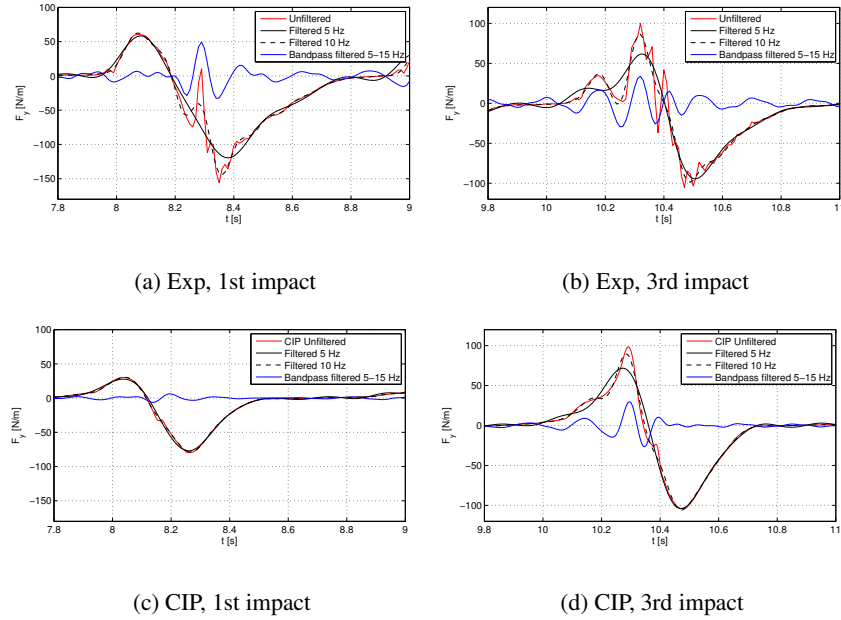 100
50
0
−50
−100
−150
F_y [N/m]
7.8 8 8.2 8.4 8.6 8.8 9
t [s]
Unfiltered
Filtered 5 Hz
Filtered 10 Hz
Bandpass filtered 5−15 Hz
(a) Exp, 1st impact
100
50
0
−50
−100
F_y [N/m]
9.8 10 10.2 10.4 10.6 10.8 11
t [s]
Unfiltered
Filtered 5 Hz
Filtered 10 Hz
Bandpass filtered 5−15 Hz
(b) Exp, 3rd impact
100
50
0
−50
−100
−150
F_y [N/m]
7.8 8 8.2 8.4 8.6 8.8 9
t [s]
CIP Unfiltered
Filtered 5 Hz
Filtered 10 Hz
Bandpass filtered 5−15 Hz
(c) CIP, 1st impact
100
50
0
−50
−100
F_y [N/m]
9.8 10 10.2 10.4 10.6 10.8 11
t [s]
CIP Unfiltered
Filtered 5 Hz
Filtered 10 Hz
Bandpass filtered 5−15 Hz
(d) CIP, 3rd impact